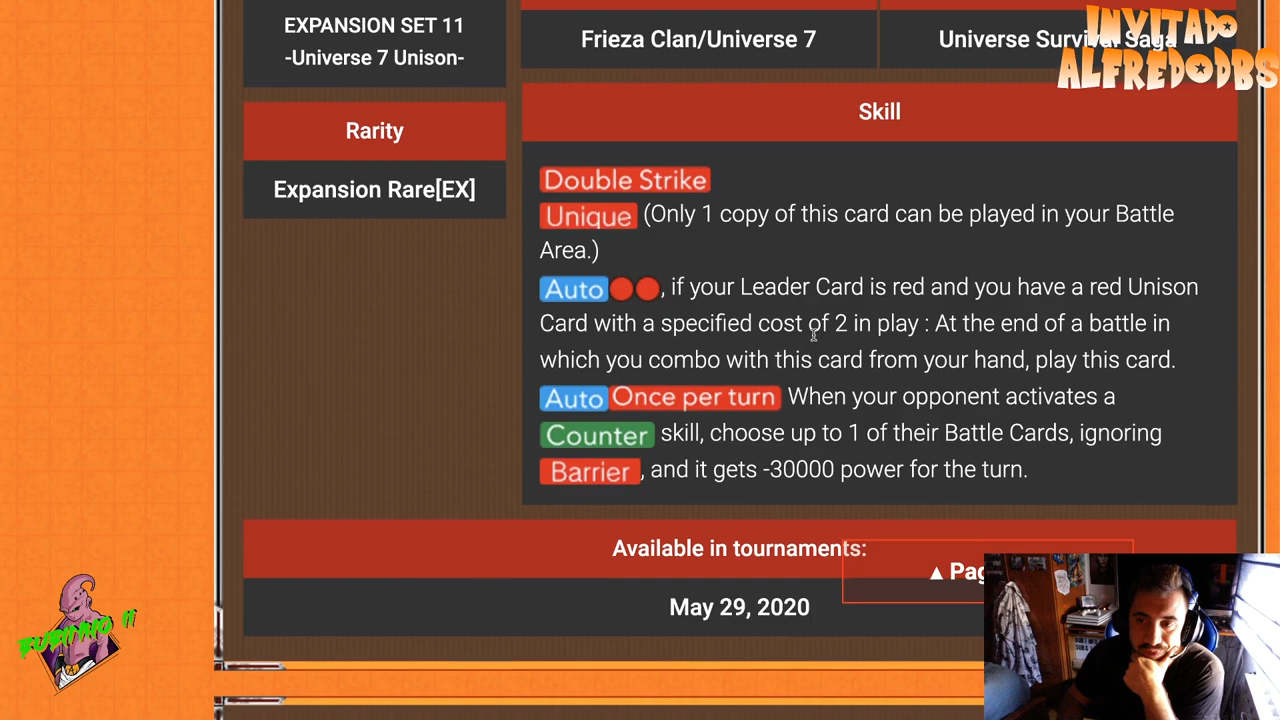 EXPANSION SET 11
-Universe 7 Unison-
Frieza Clan/Universe 7
Universe Survival Saga
INVITADO
ALFREDODBS
Rarity
Expansion Rare[EX]
Skill
Double Strike
Unique (Only 1 copy of this card can be played in your Battle
Area.)
Auto , if your Leader Card is red and you have a red Unison
Card with a specified cost of 2 in play : At the end of a battle in
which you combo with this card from your hand, play this card.
Auto Once per turn When your opponent activates a
Counter skill, choose up to 1 of their Battle Cards, ignoring
Barrier, and it gets -30000 power for the turn.
Available in tournaments:
▲ Pag
May 29, 2020